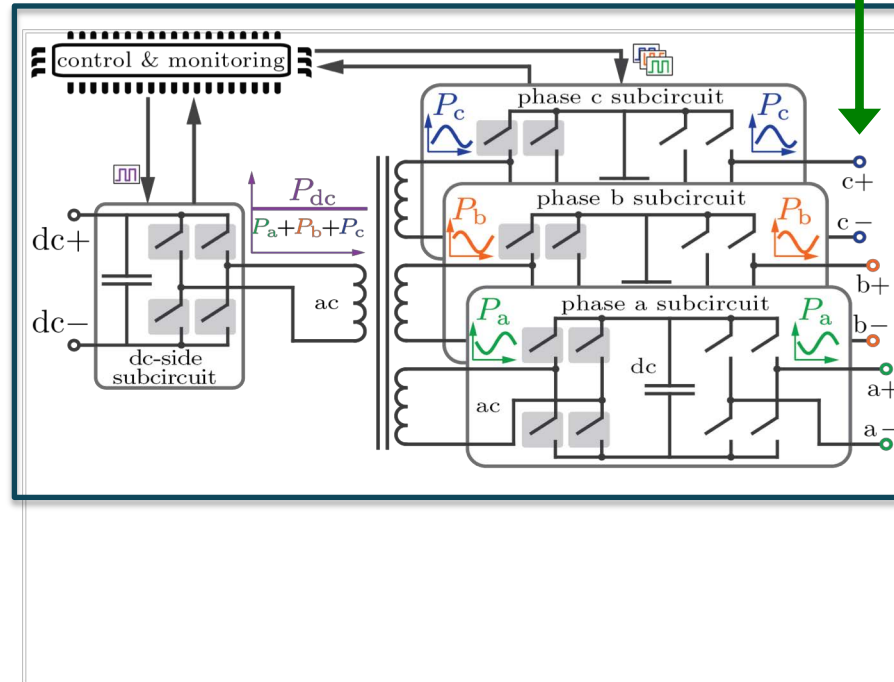 control & monitoring
phase c subcircuit
Pc
Pc
c+
c−
phase b subcircuit
Pb
Pb
b+
b−
phase a subcircuit
Pa
Pa
a+
a−
dc
ac
Pdc
Pa+Pb+Pc
ac
dc+
dc−
dc-side
subcircuit